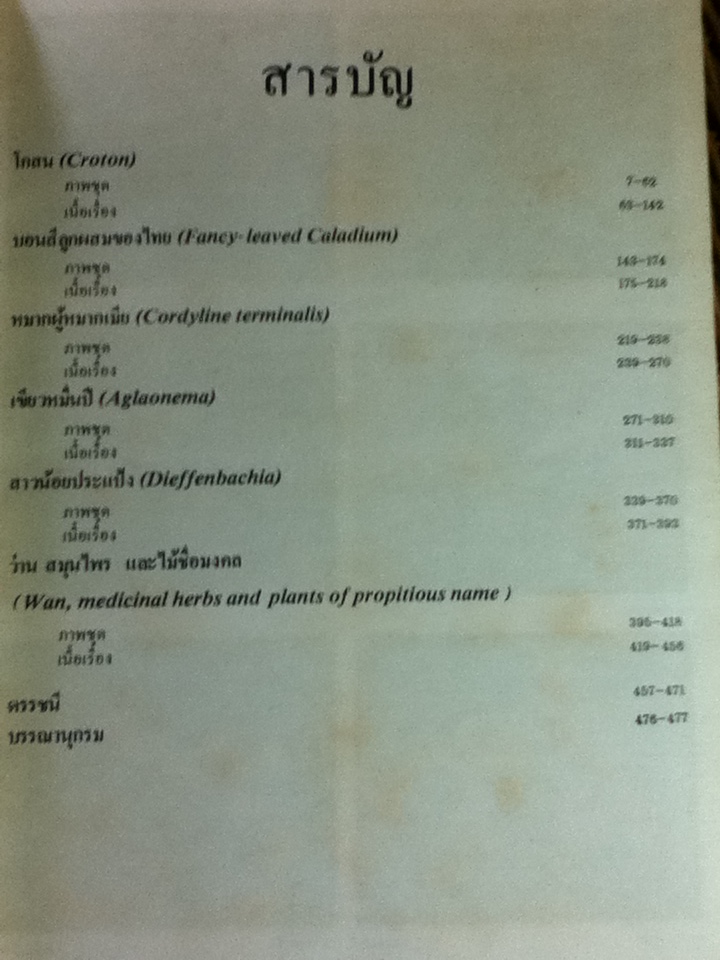 สารบัญ
โกสน (Croton)
ภาพชุด 7-62
เนื้อเรื่อง 63-142
บอนสีลูกผสมของไทย (Fancy-leaved Caladium)
ภาพชุด 143-174
เนื้อเรื่อง 175-218
หมากผู้หมากเมีย (Cordyline terminalis)
ภาพชุด 219-238
เนื้อเรื่อง 239-270
เขียวหมื่นปี (Aglaonema)
ภาพชุด 271-310
เนื้อเรื่อง 311-337
สาวน้อยประแป้ง (Dieffenbachia)
ภาพชุด 339-370
เนื้อเรื่อง 371-393
ว่าน สมุนไพร และไม้ชื่อมงคล
(Wan, medicinal herbs and plants of propitious name)
ภาพชุด 395-418
เนื้อเรื่อง 419-456
ดรรชนี 457-471
บรรณานุกรม 476-477